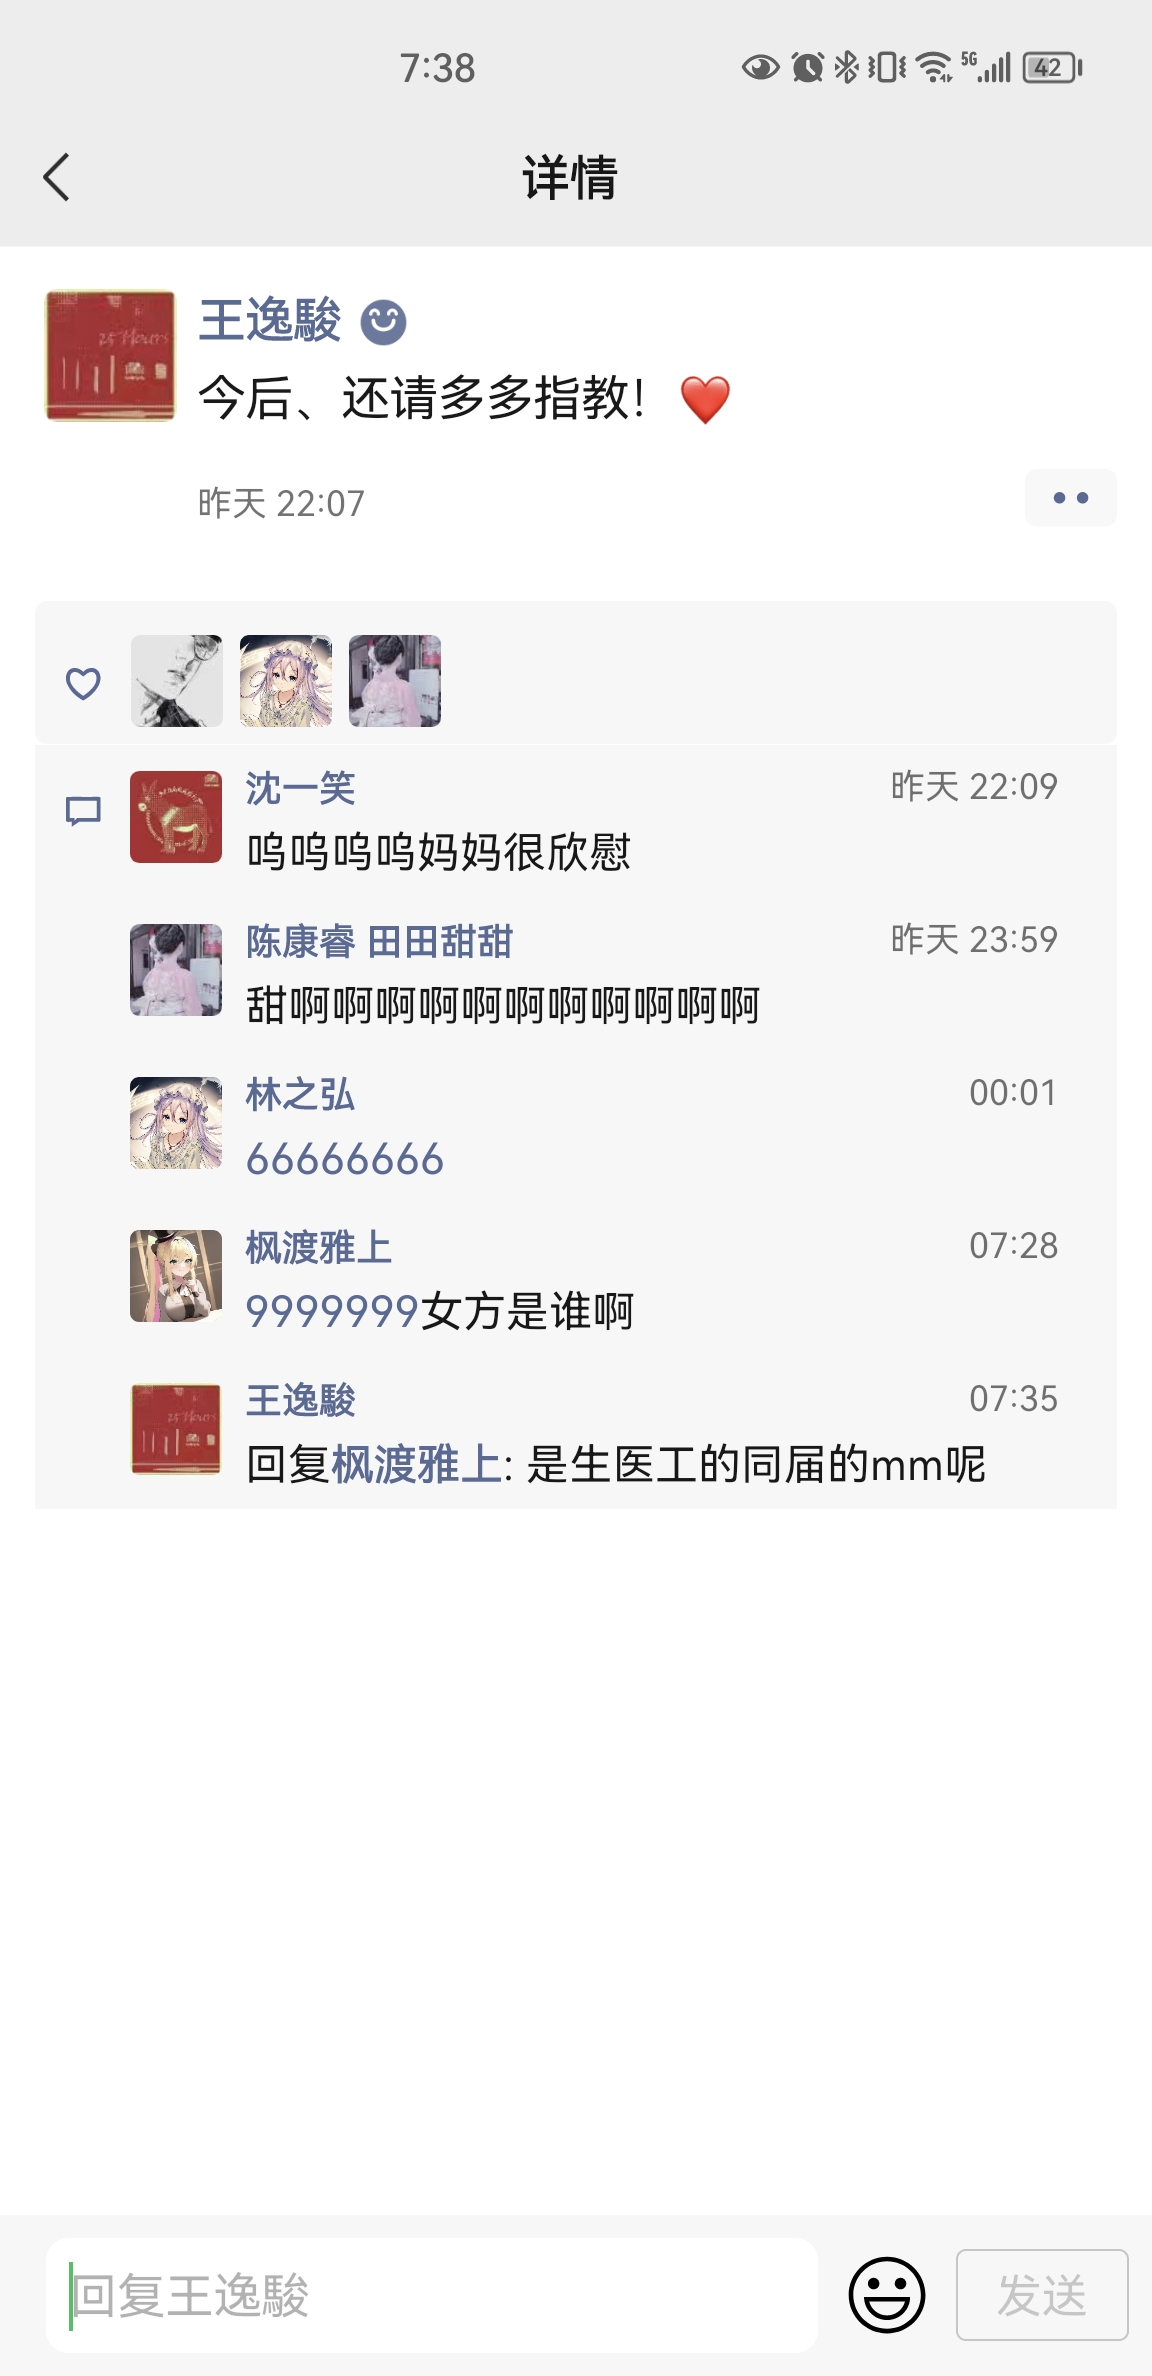 7:38
5G
42
详情
25 Hours
王逸駿
今后、还请多多指教！ ❤️
昨天 22:07
沈一笑
昨天 22:09
呜呜呜呜妈妈很欣慰
陈康睿 田田甜甜
昨天 23:59
甜啊啊啊啊啊啊啊啊啊啊啊
林之弘
00:01
66666666
枫渡雅上
07:28
9999999女方是谁啊
王逸駿
07:35
25 Hours
回复枫渡雅上: 是生医工的同届的mm呢
回复王逸駿
发送